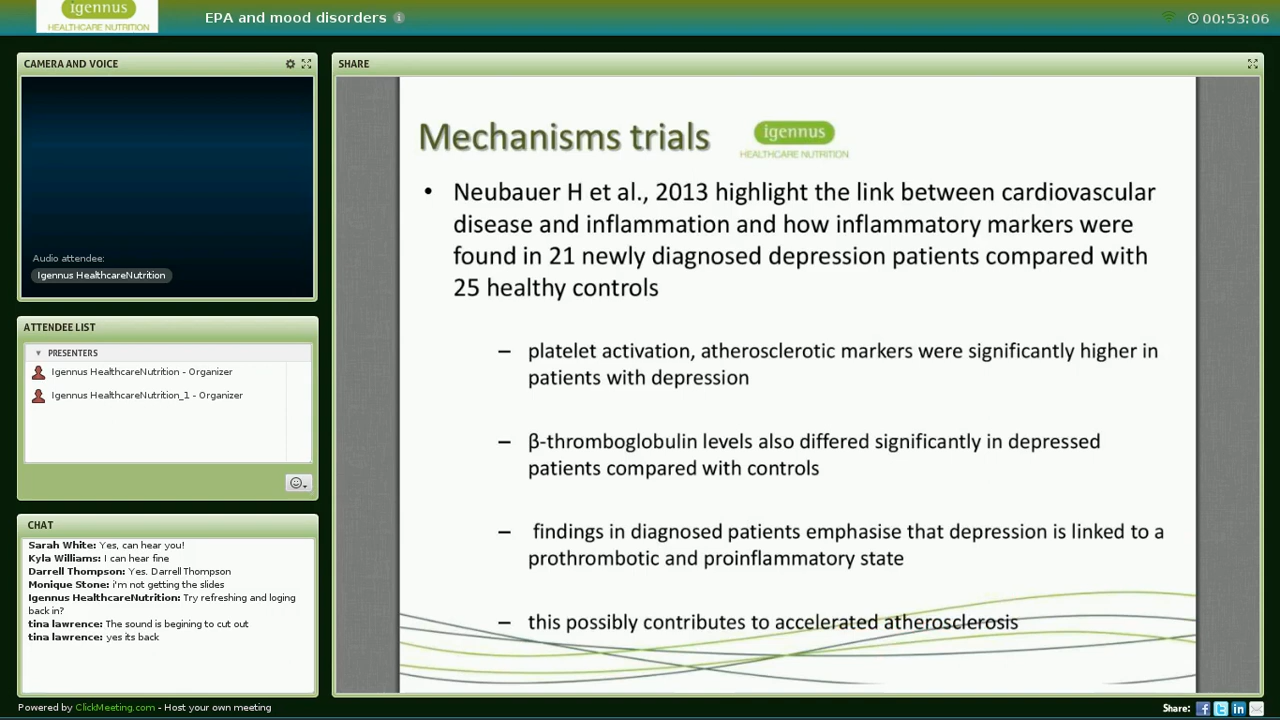 igennus
HEALTHCARE NUTRITION
EPA and mood disorders
00:53:06
CAMERA AND VOICE
Audio attendee:
Igennus HealthcareNutrition
ATTENDEE LIST
PRESENTERS
Igennus HealthcareNutrition - Organizer
Igennus HealthcareNutrition_1 - Organizer
CHAT
Sarah White: Yes, can hear you!
Kyla Williams: I can hear fine
Darrell Thompson: Yes. Darrell Thompson
Monique Stone: i'm not getting the slides
Igennus HealthcareNutrition: Try refreshing and loging
back in?
tina lawrence: The sound is begining to cut out
tina lawrence: yes its back
SHARE
Mechanisms trials
igennus
HEALTHCARE NUTRITION
• Neubauer H et al., 2013 highlight the link between cardiovascular
disease and inflammation and how inflammatory markers were
found in 21 newly diagnosed depression patients compared with
25 healthy controls
– platelet activation, atherosclerotic markers were significantly higher in
patients with depression
– β-thromboglobulin levels also differed significantly in depressed
patients compared with controls
– findings in diagnosed patients emphasise that depression is linked to a
prothrombotic and proinflammatory state
– this possibly contributes to accelerated atherosclerosis
Powered by ClickMeeting.com - Host your own meeting
Share: